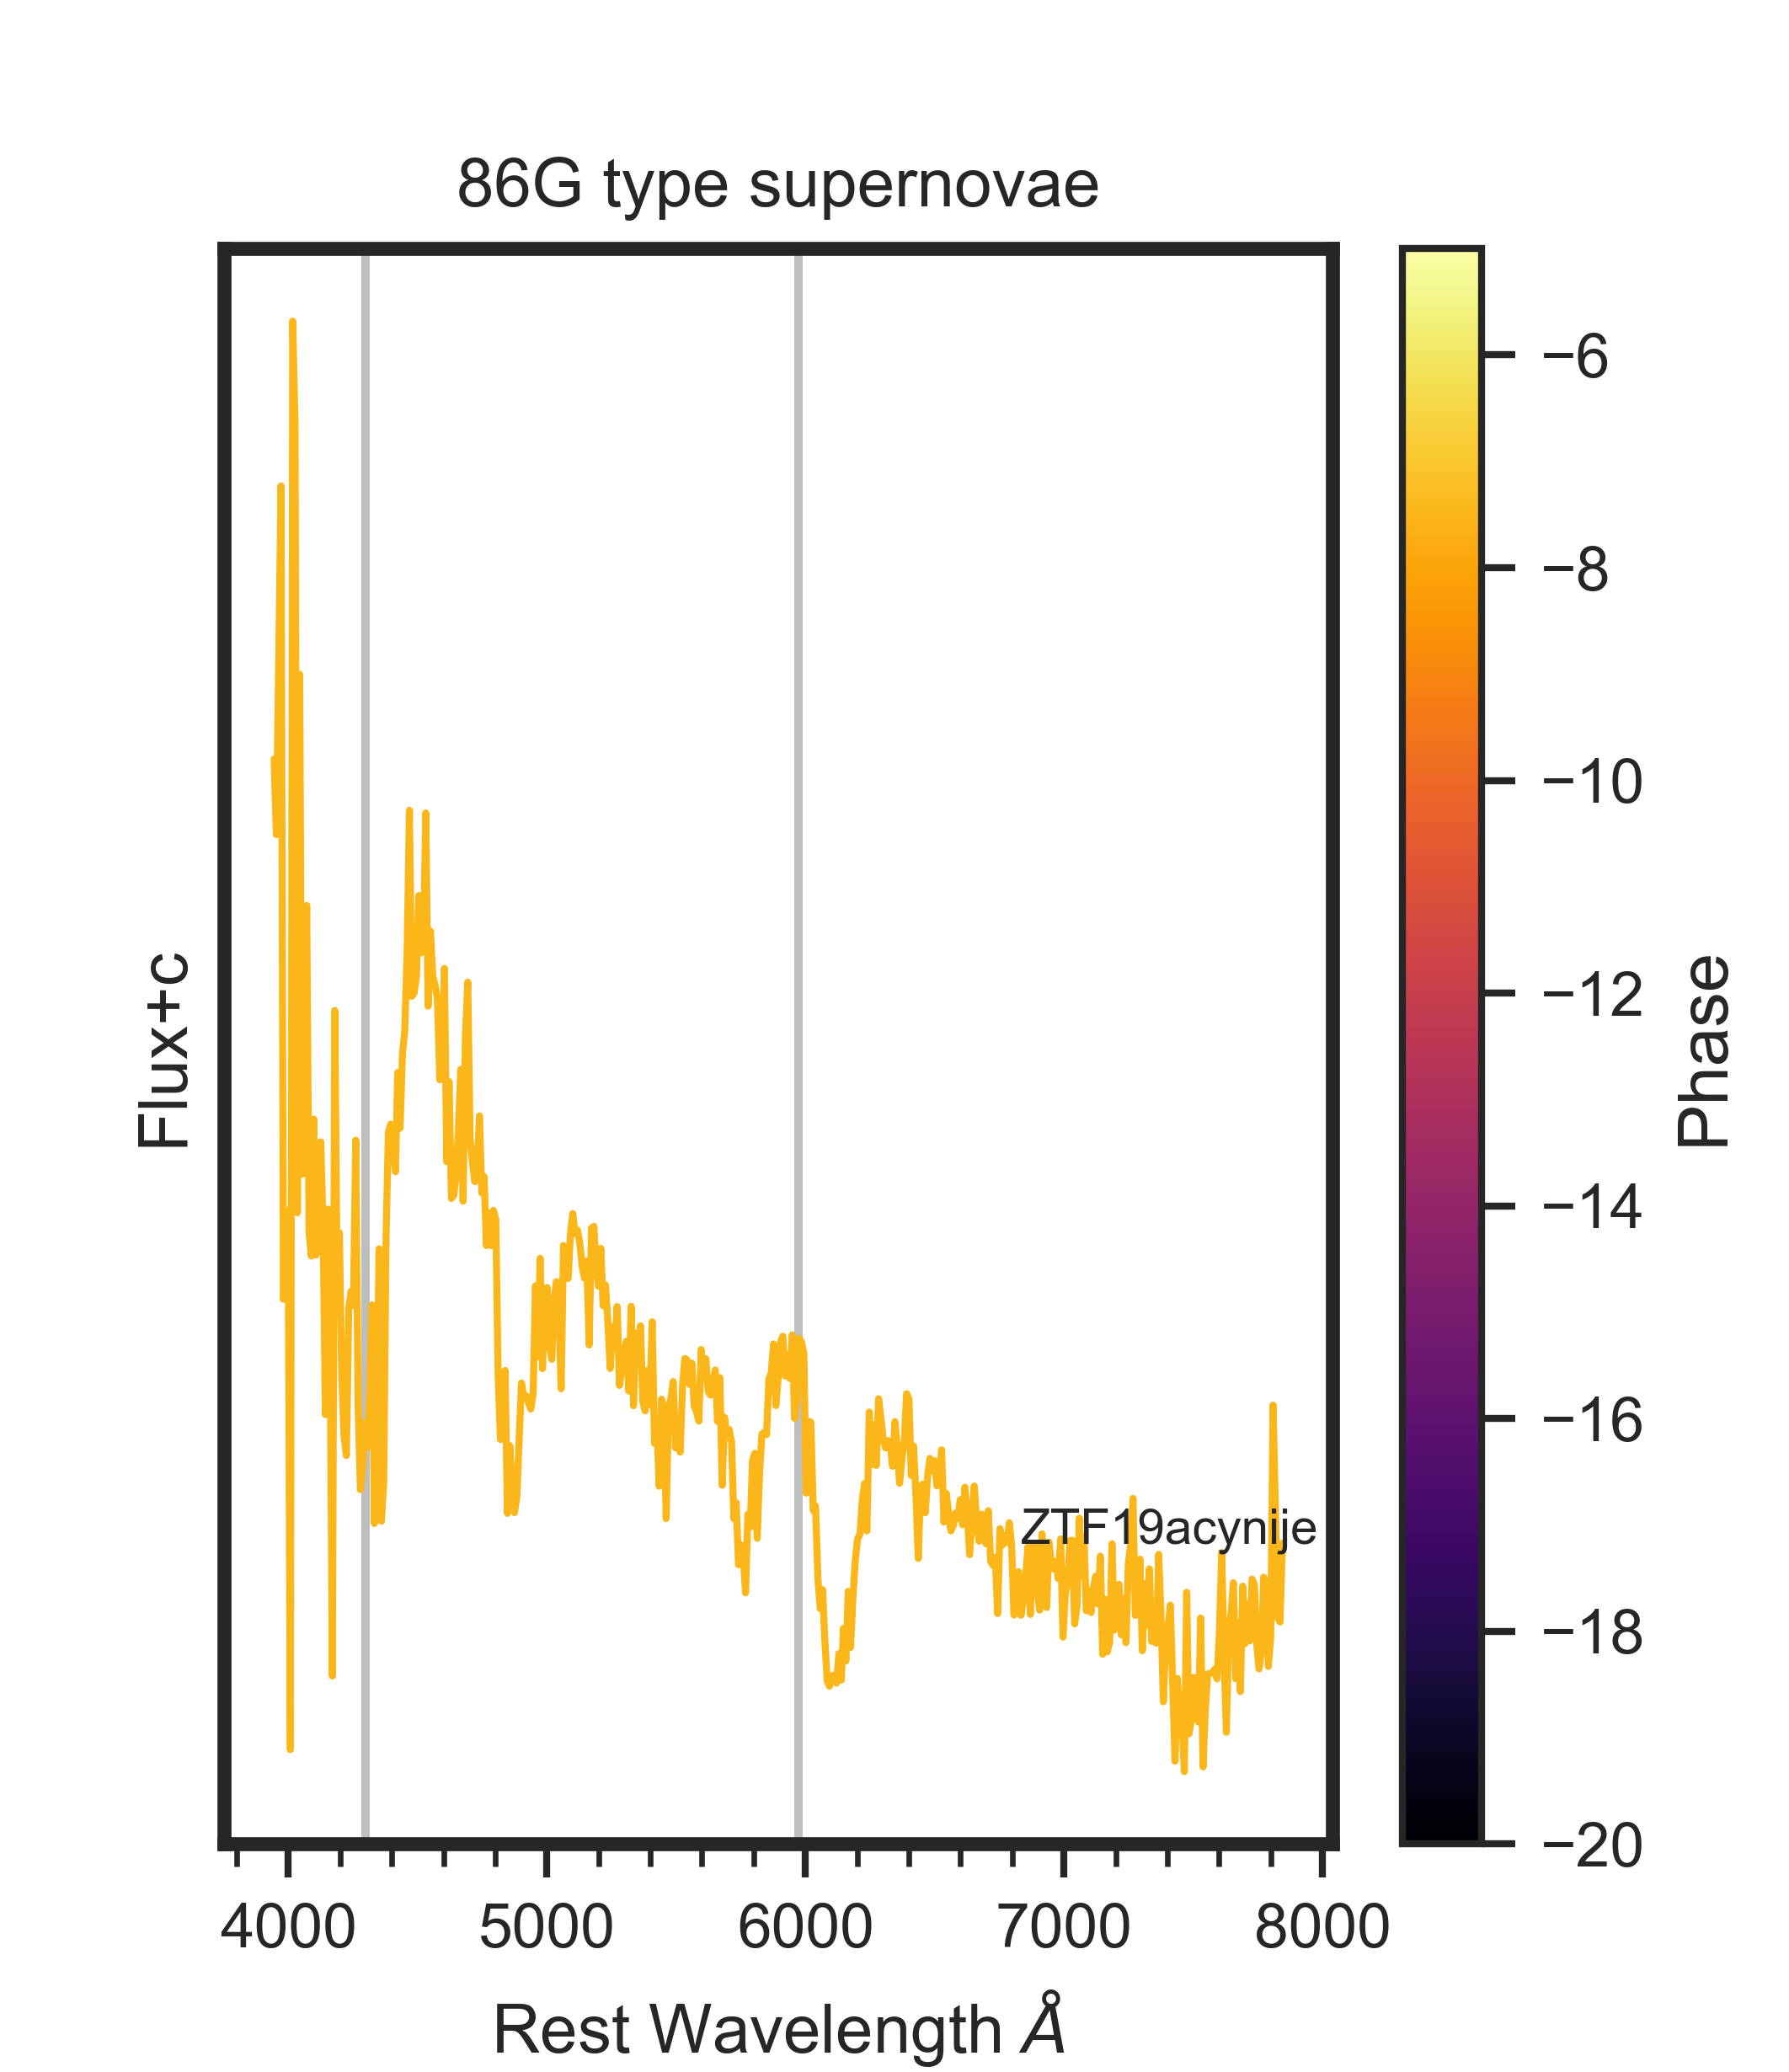 86G type supernovae
Flux+c
ZTF19acynije
4000 5000 6000 7000 8000
Rest Wavelength Å
−6
−8
−10
−12
−14
−16
−18
−20
Phase